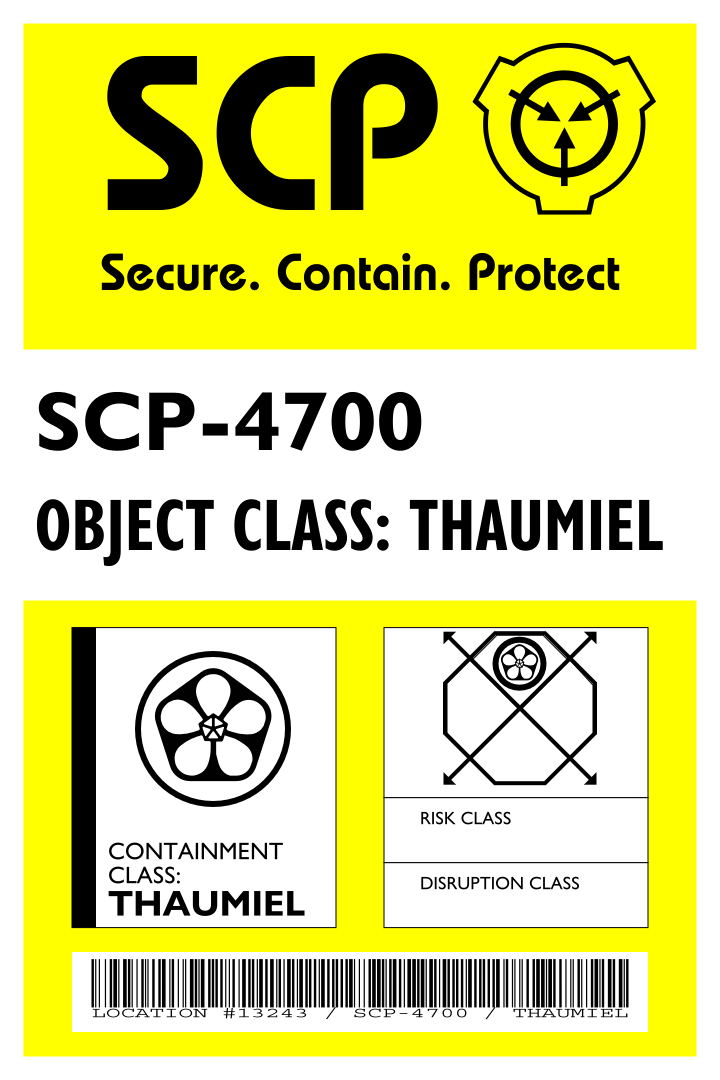 SCP
Secure. Contain. Protect
SCP-4700
OBJECT CLASS: THAUMIEL
CONTAINMENT
CLASS:
THAUMIEL
RISK CLASS
DISRUPTION CLASS
LOCATION #13243 / SCP-4700 / THAUMIEL